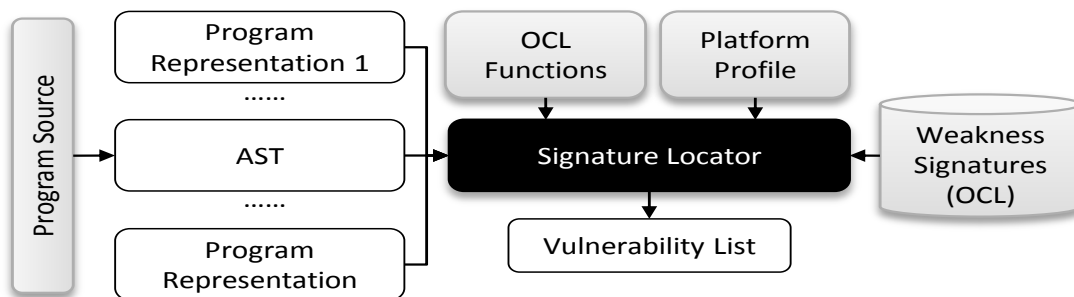 Program Source
Program
Representation 1
......
AST
......
Program
Representation
OCL
Functions
Platform
Profile
Signature Locator
Vulnerability List
Weakness
Signatures
(OCL)